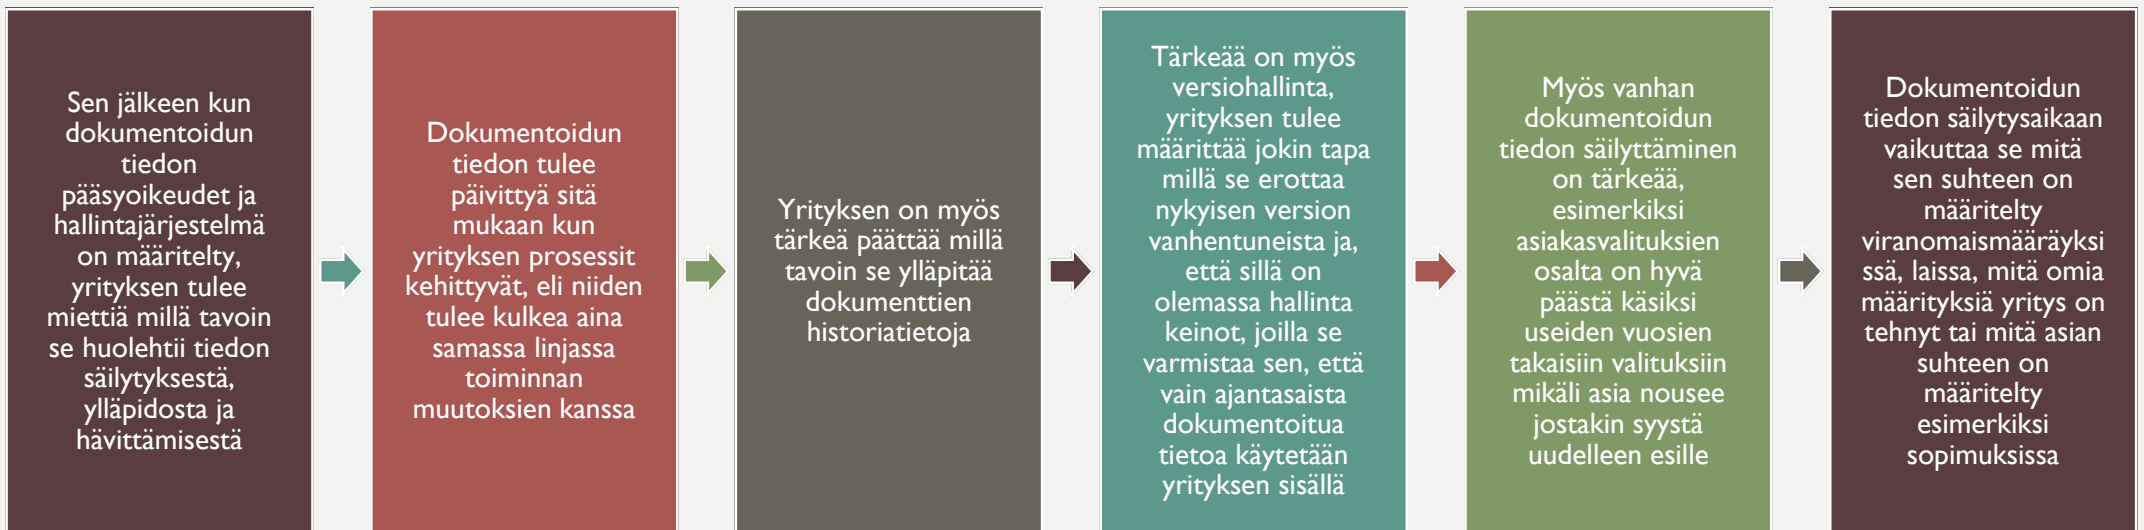 Sen jälkeen kun
dokumentoidun
tiedon
pääsyoikeudet ja
hallintajärjestelmä
on määritelty,
yrityksen tulee
miettiä millä tavoin
se huolehtii tiedon
säilytyksestä,
ylläpidosta ja
hävittämisestä
Dokumentoidun
tiedon tulee
päivittyä sitä
mukaan kun
yrityksen prosessit
kehittyvät, eli niiden
tulee kulkea aina
samassa linjassa
toiminnan
muutoksien kanssa
Yrityksen on myös
tärkeä päättää millä
tavoin se ylläpitää
dokumenttien
historiatietoja
Tärkeää on myös
versiohallinta,
yrityksen tulee
määrittää jokin tapa
millä se erottaa
nykyisen version
vanhentuneista ja,
että sillä on
olemassa hallinta
keinot, joilla se
varmistaa sen, että
vain ajantasaista
dokumentoitua
tietoa käytetään
yrityksen sisällä
Myös vanhan
dokumentoidun
tiedon säilyttäminen
on tärkeää,
esimerkiksi
asiakasvalituksien
osalta on hyvä
päästä käsiksi
useiden vuosien
takaisiin valituksiin
mikäli asia nousee
jostakin syystä
uudelleen esille
Dokumentoidun
tiedon säilytysaikaan
vaikuttaa se mitä
sen suhteen on
määritelty
viranomaismääräyksi
ssä, laissa, mitä omia
määrityksiä yritys on
tehnyt tai mitä asian
suhteen on
määritelty
esimerkiksi
sopimuksissa